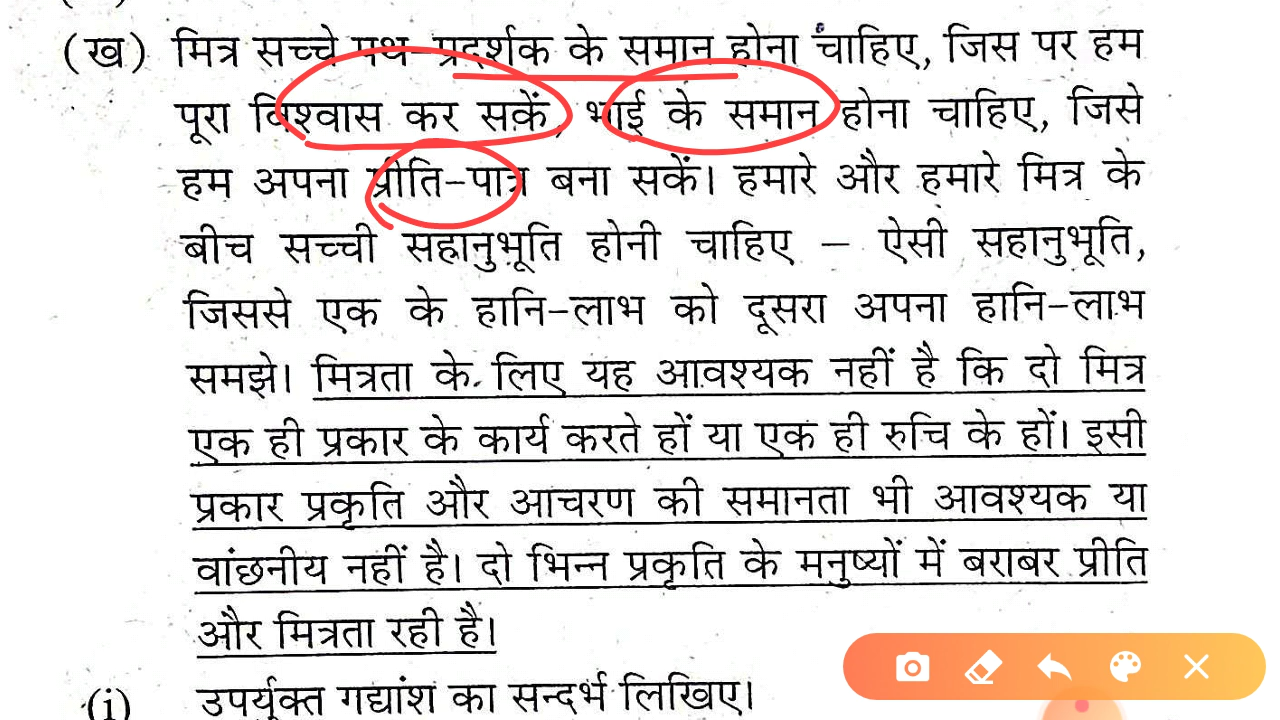 (ख) मित्र सच्चे पथ-प्रदर्शक के समान होना चाहिए, जिस पर हम
पूरा विश्वास कर सकें, भाई के समान होना चाहिए, जिसे
हम अपना प्रीति-पात्र बना सकें। हमारे और हमारे मित्र के
बीच सच्ची सहानुभूति होनी चाहिए – ऐसी सहानुभूति,
जिससे एक के हानि-लाभ को दूसरा अपना हानि-लाभ
समझे। मित्रता के लिए यह आवश्यक नहीं है कि दो मित्र
एक ही प्रकार के कार्य करते हों या एक ही रुचि के हों। इसी
प्रकार प्रकृति और आचरण की समानता भी आवश्यक या
वांछनीय नहीं है। दो भिन्न प्रकृति के मनुष्यों में बराबर प्रीति
और मित्रता रही है।
(i) उपर्युक्त गद्यांश का सन्दर्भ लिखिए।